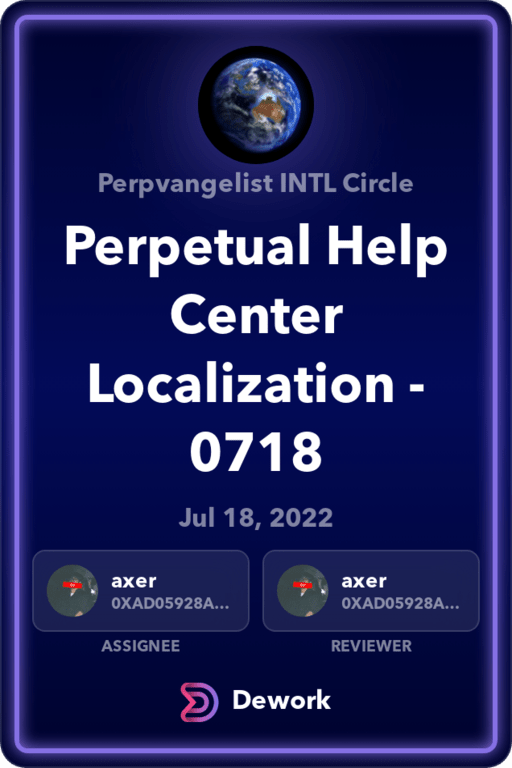 Perpvangelist INTL Circle
Perpetual Help
Center
Localization -
0718
Jul 18, 2022
axer
0XAD05928A...
axer
0XAD05928A...
ASSIGNEE
REVIEWER
Dework